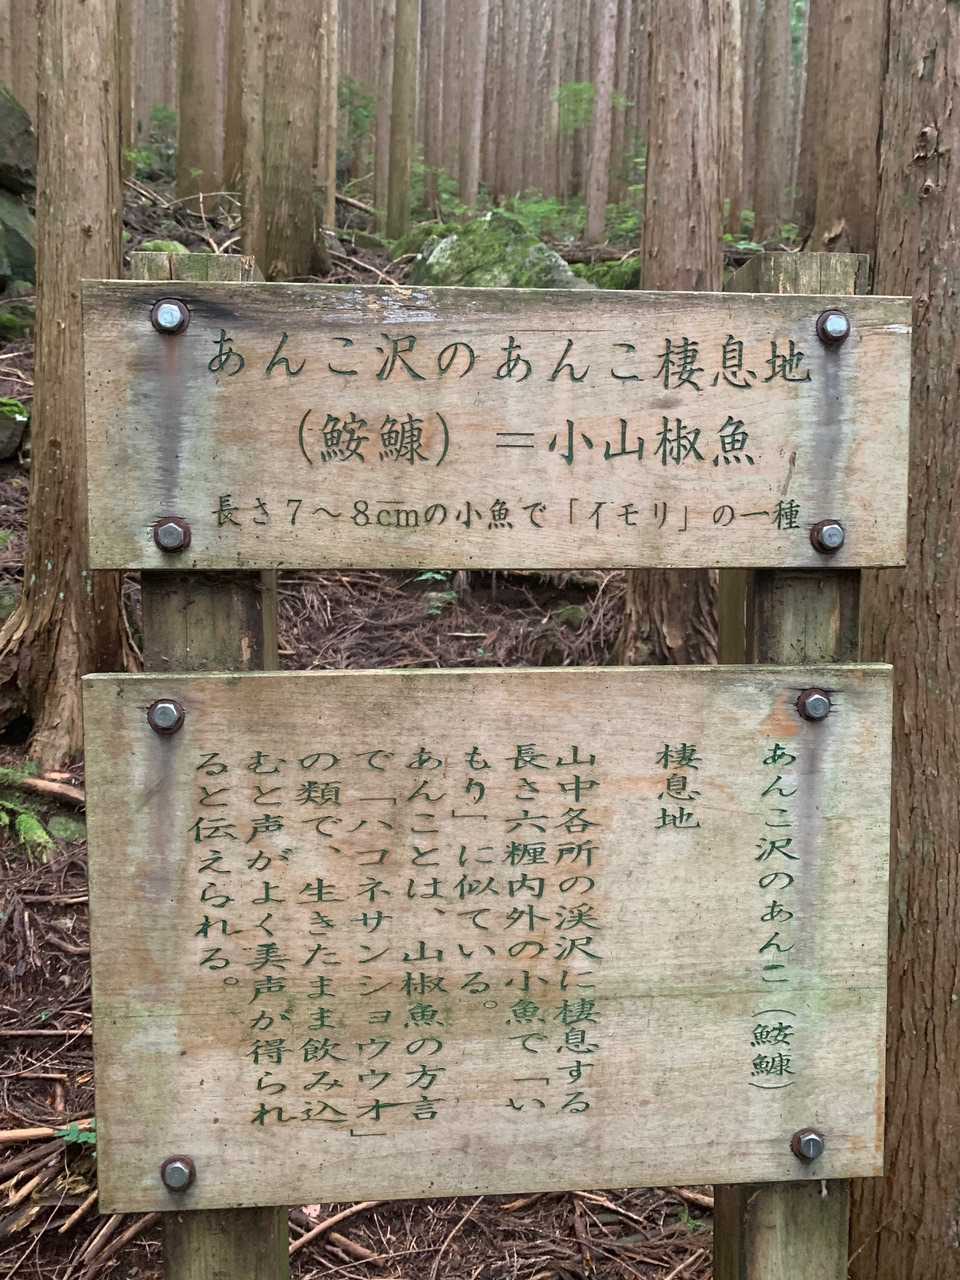 あんこ沢のあんこ棲息地
（鮟鱇）＝小山椒魚
長さ7～8cmの小魚で「イモリ」の一種
あんこ沢のあんこ（鮟鱇）
棲息地
山中各所の渓沢に棲息する
長さ六糎内外の小魚で「い
もり」に似ている。
あんことは、山椒魚の方言
で「ハコネサンショウウオ」
の類で、生きたまま飲み込
むと声がよく美声が得られ
ると伝えられる。